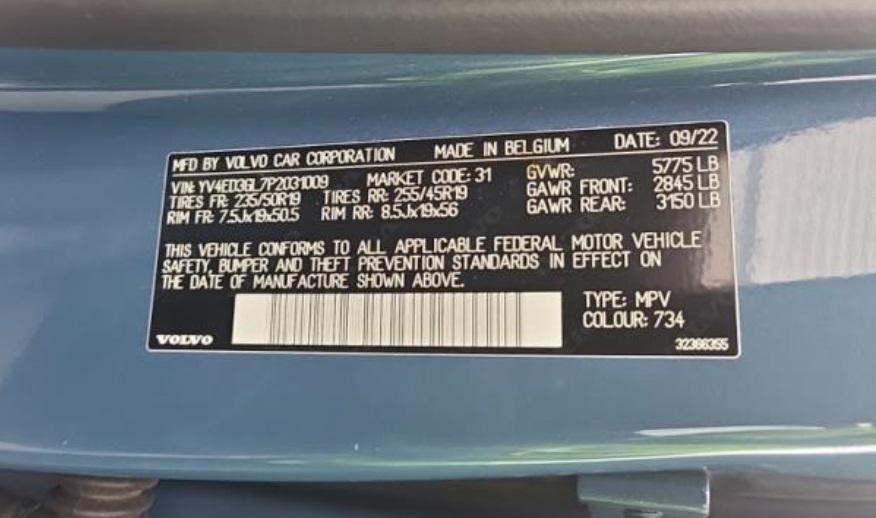 MFD BY VOLVO CAR CORPORATION MADE IN BELGIUM DATE: 09/22
VIN: YV4ED3GL7P2031009 MARKET CODE: 31 GVWR: 5775 LB
TIRES FR: 235/50R19 TIRES RR: 255/45R19 GAWR FRONT: 2845 LB
RIM FR: 7.5Jx19x50.5 RIM RR: 8.5Jx19x56 GAWR REAR: 3150 LB
THIS VEHICLE CONFORMS TO ALL APPLICABLE FEDERAL MOTOR VEHICLE
SAFETY, BUMPER AND THEFT PREVENTION STANDARDS IN EFFECT ON
THE DATE OF MANUFACTURE SHOWN ABOVE.
TYPE: MPV
COLOUR: 734
VOLVO
32366355